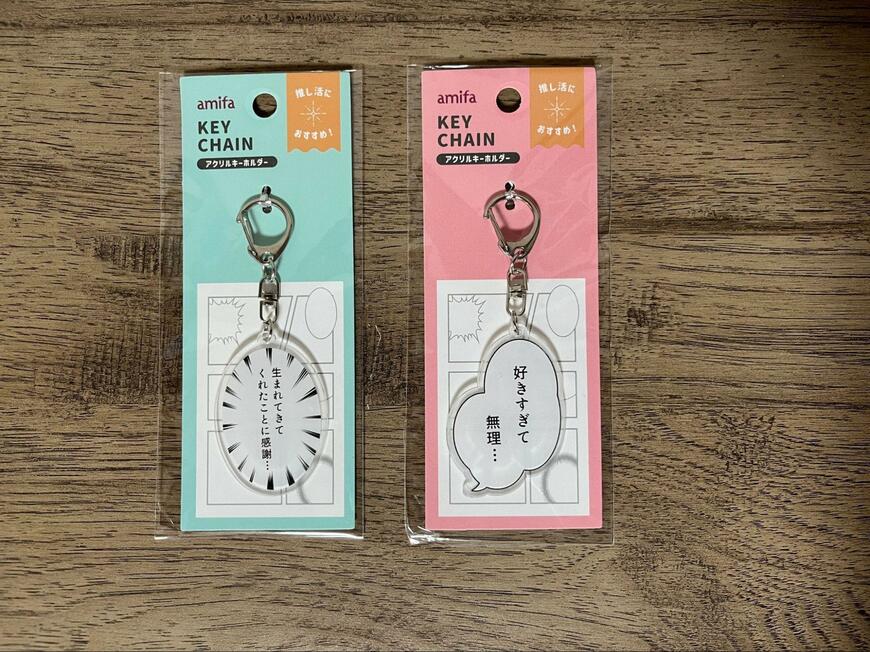 amifa
KEY
CHAIN
アクリルキーホルダー
推し活に
おすすめ！
生まれてきて
くれたことに感謝…
amifa
KEY
CHAIN
アクリルキーホルダー
推し活に
おすすめ！
好きすぎて
無理…